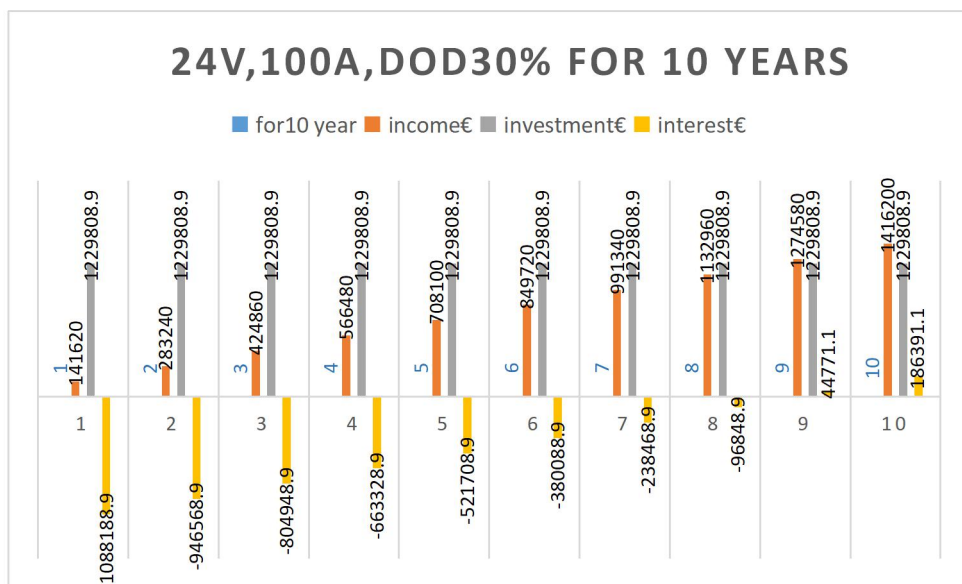 24V,100A,DOD30% FOR 10 YEARS
for10 year income€ investment€ interest€
1 141620 1229808.9 1088188.9
2 283240 1229808.9 -946568.9
3 424860 1229808.9 -804948.9
4 566480 1229808.9 -663328.9
5 708100 1229808.9 -521708.9
6 849720 1229808.9 -380088.9
7 991340 1229808.9 -238468.9
8 1132960 1229808.9 -96848.9
9 1274580 1229808.9 44771.1
10 1416200 1229808.9 186391.1
1 2 3 4 5 6 7 8 9 10